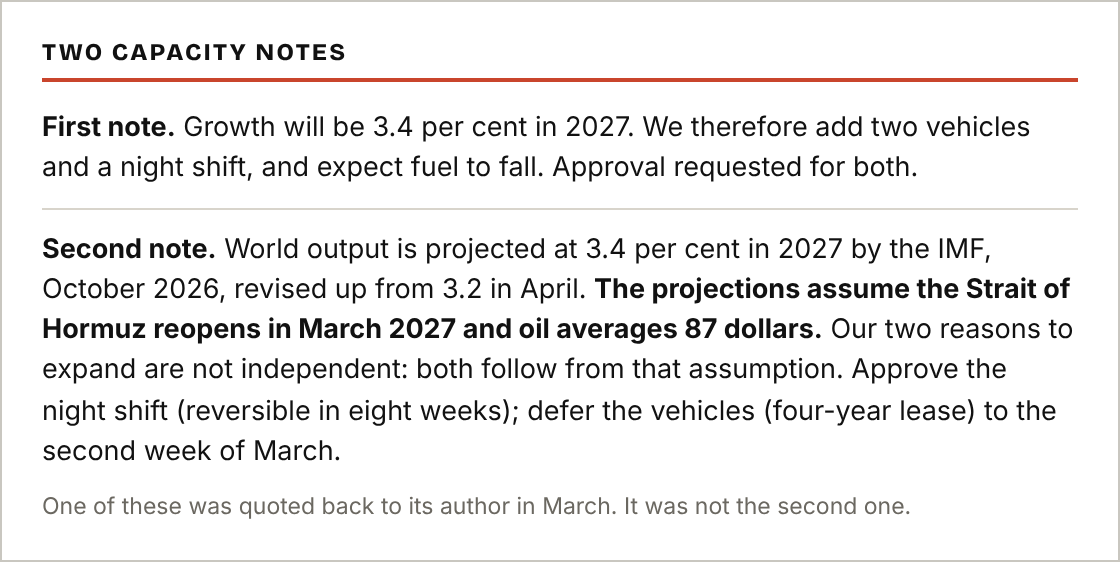 TWO CAPACITY NOTES
First note. Growth will be 3.4 per cent in 2027. We therefore add two vehicles
and a night shift, and expect fuel to fall. Approval requested for both.
Second note. World output is projected at 3.4 per cent in 2027 by the IMF,
October 2026, revised up from 3.2 in April. The projections assume the Strait of
Hormuz reopens in March 2027 and oil averages 87 dollars. Our two reasons to
expand are not independent: both follow from that assumption. Approve the
night shift (reversible in eight weeks); defer the vehicles (four-year lease) to the
second week of March.
One of these was quoted back to its author in March. It was not the second one.